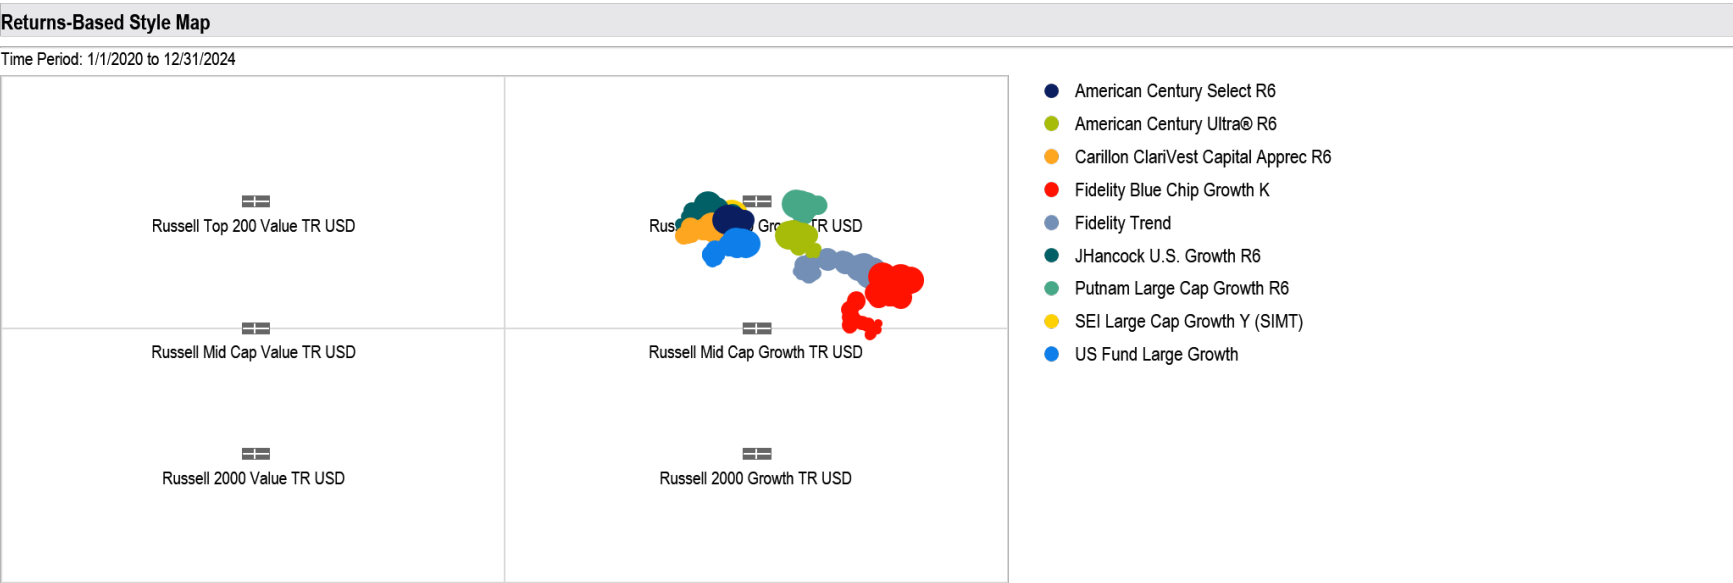 Returns-Based Style Map
Time Period: 1/1/2020 to 12/31/2024
Russell Top 200 Value TR USD
TR USD
Russell Mid Cap Value TR USD
Russell Mid Cap Growth TR USD
Russell 2000 Value TR USD
Russell 2000 Growth TR USD
American Century Select R6
American Century Ultra® R6
Carillon ClariVest Capital Apprec R6
Fidelity Blue Chip Growth K
Fidelity Trend
JHancock U.S. Growth R6
Putnam Large Cap Growth R6
SEI Large Cap Growth Y (SIMT)
US Fund Large Growth